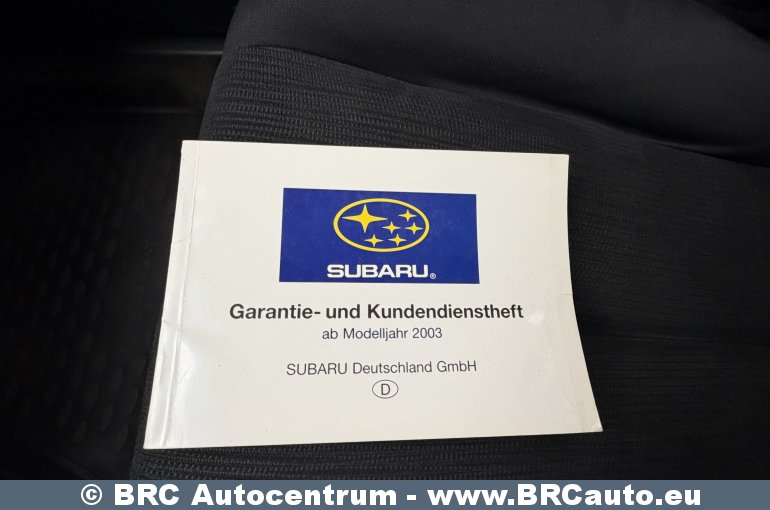 SUBARU®
Garantie- und Kundendienstheft
ab Modelljahr 2003
SUBARU Deutschland GmbH
D
© BRC Autocentrum - www.BRCauto.eu